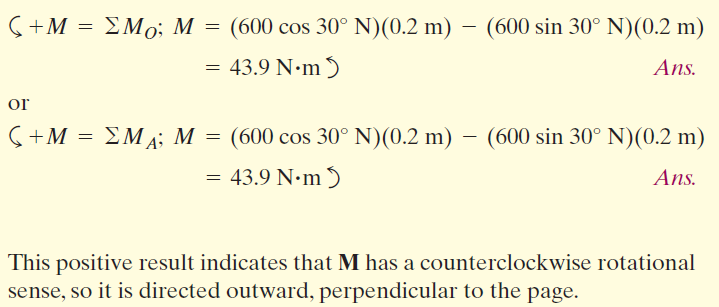 ⤹+M = ΣM_O; M = (600 cos 30° N)(0.2 m) − (600 sin 30° N)(0.2 m)
= 43.9 N·m⤴ Ans.
or
⤹+M = ΣM_A; M = (600 cos 30° N)(0.2 m) − (600 sin 30° N)(0.2 m)
= 43.9 N·m⤴ Ans.
This positive result indicates that M has a counterclockwise rotational
sense, so it is directed outward, perpendicular to the page.